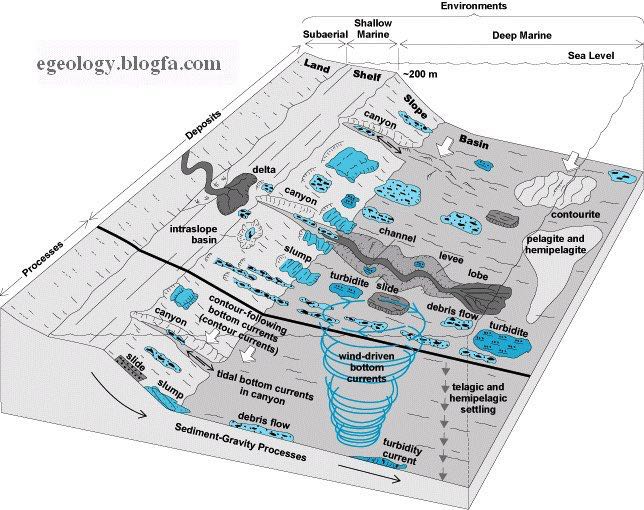 Environments
Shallow
Marine
Subaerial
Deep Marine
Sea Level
egeology.blogfa.com
Land
Shelf
~200 m
Slope
Basin
Deposits
canyon
delta
canyon
contourite
intraslope
basin
channel
pelagite and
hemipelagite
levee
lobe
slump
Processes
turbidite
slide
debris flow
turbidite
contour-following
bottom currents
(contour currents)
canyon
wind-driven
bottom
currents
slide
slump
tidal bottom currents
in canyon
telagic and
hemipelagic
settling
debris flow
Sediment-Gravity Processes
turbidity
current